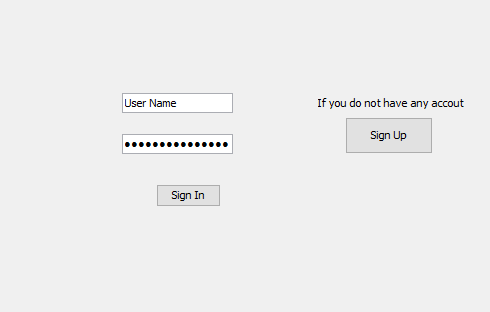 User Name
●●●●●●●●●●●●●●●
Sign In
If you do not have any accout
Sign Up